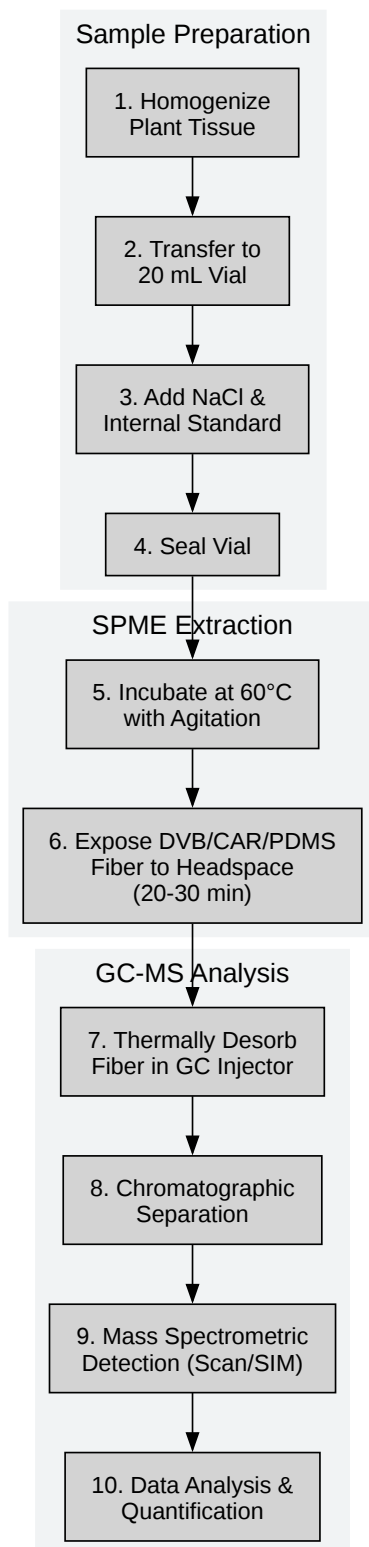 Sample Preparation
1. Homogenize
Plant Tissue
2. Transfer to
20 mL Vial
3. Add NaCl &
Internal Standard
4. Seal Vial
SPME Extraction
5. Incubate at 60°C
with Agitation
6. Expose DVB/CAR/PDMS
Fiber to Headspace
(20-30 min)
GC-MS Analysis
7. Thermally Desorb
Fiber in GC Injector
8. Chromatographic
Separation
9. Mass Spectrometric
Detection (Scan/SIM)
10. Data Analysis &
Quantification